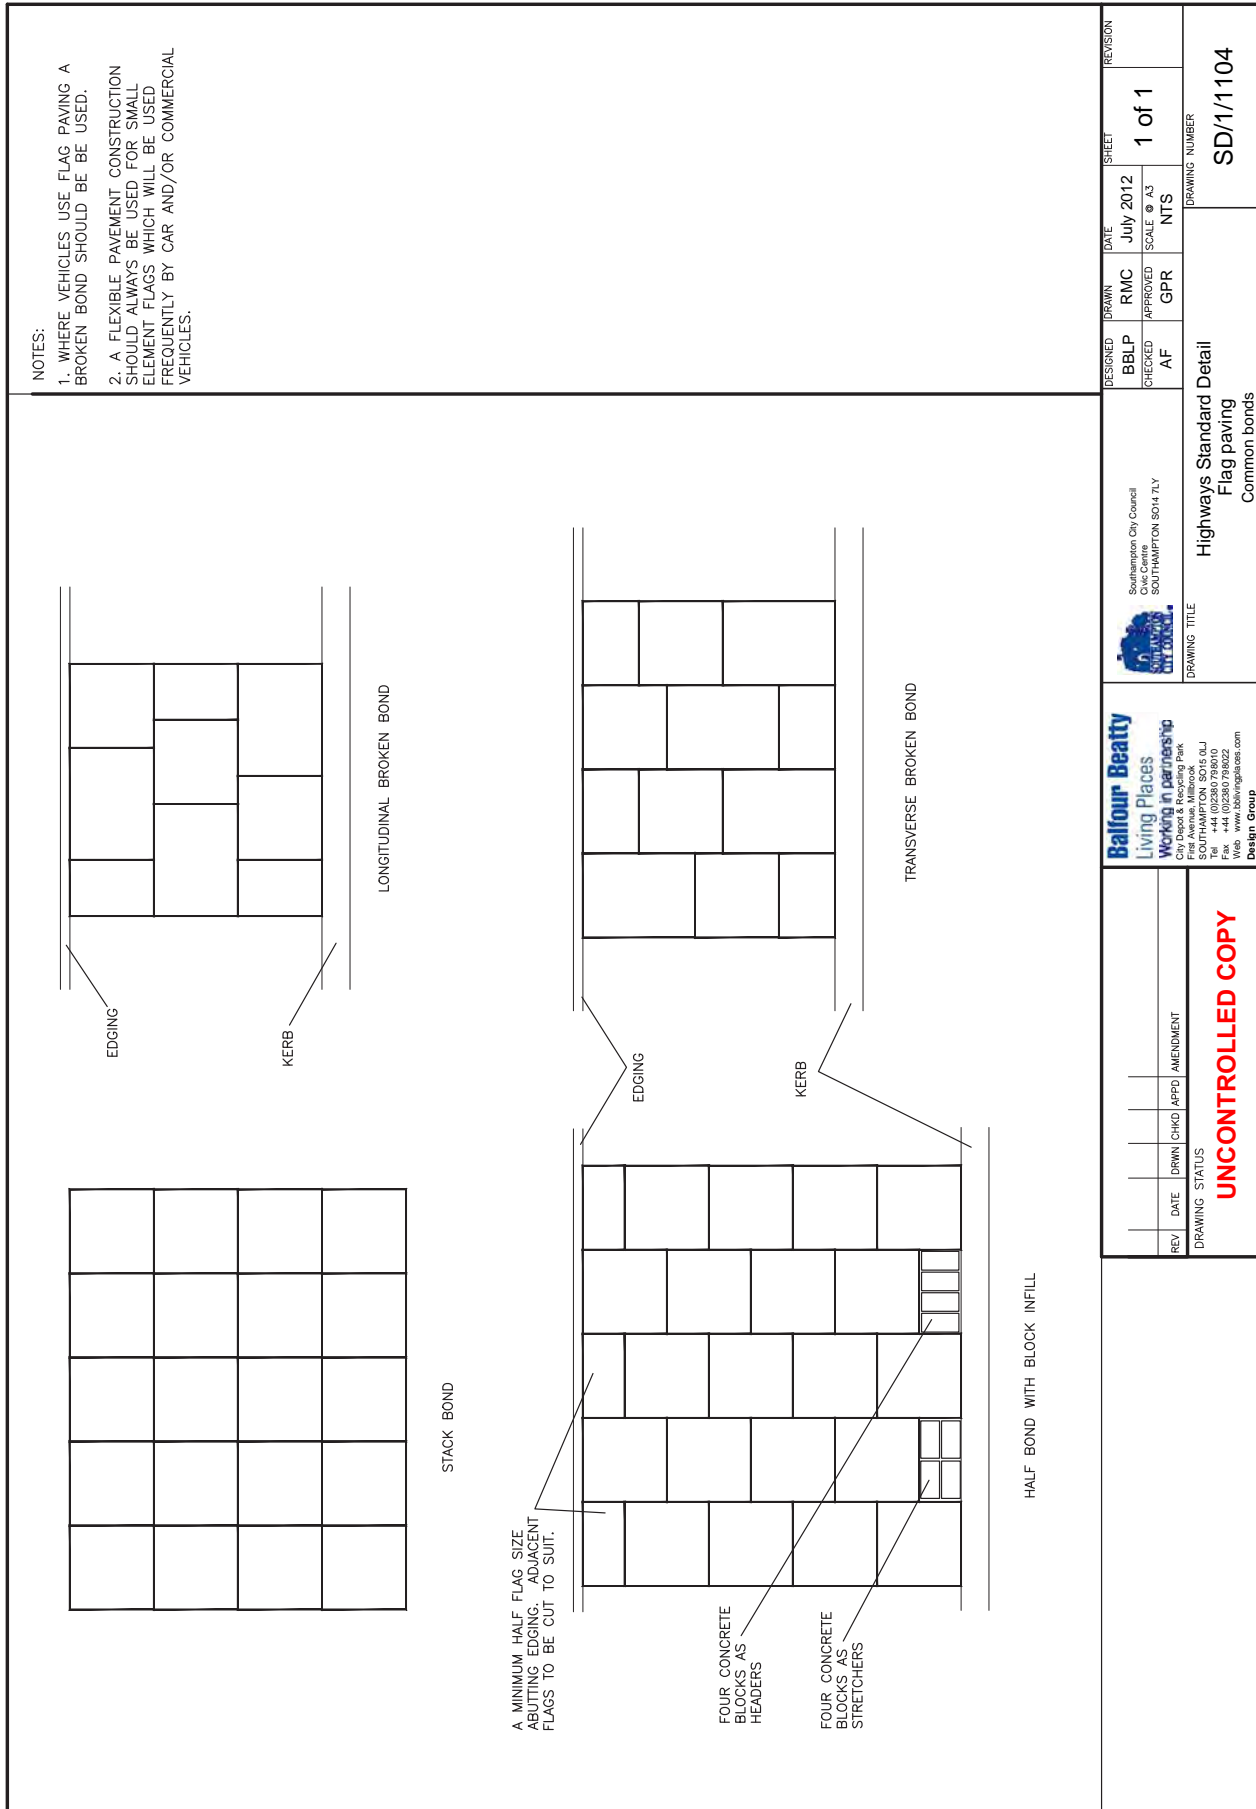 NOTES:
1. WHERE VEHICLES USE FLAG PAVING A
BROKEN BOND SHOULD BE BE USED.
2. A FLEXIBLE PAVEMENT CONSTRUCTION
SHOULD ALWAYS BE USED FOR SMALL
ELEMENT FLAGS WHICH WILL BE USED
FREQUENTLY BY CAR AND/OR COMMERCIAL
VEHICLES.
STACK BOND
EDGING
KERB
LONGITUDINAL BROKEN BOND
A MINIMUM HALF FLAG SIZE
ABUTTING EDGING. ADJACENT
FLAGS TO BE CUT TO SUIT.
FOUR CONCRETE
BLOCKS AS
HEADERS
FOUR CONCRETE
BLOCKS AS
STRETCHERS
HALF BOND WITH BLOCK INFILL
EDGING
KERB
TRANSVERSE BROKEN BOND
REV DATE DRWN CHKD APPD AMENDMENT
DRAWING STATUS
UNCONTROLLED COPY
Balfour Beatty
Living Places
Working in partnership
City Depot & Recycling Park
First Avenue, Millbrook
SOUTHAMPTON SO15 0LJ
Tel +44 (0)2380 798010
Fax +44 (0)2380 798022
Web www.bblivingplaces.com
Design Group
SOUTHAMPTON
CITY COUNCIL
Southampton City Council
Civic Centre
SOUTHAMPTON SO14 7LY
DRAWING TITLE
Highways Standard Detail
Flag paving
Common bonds
DESIGNED
BBLP
DRAWN
RMC
DATE
July 2012
SHEET
1 of 1
REVISION
CHECKED
AF
APPROVED
GPR
SCALE @ A3
NTS
DRAWING NUMBER
SD/1/1104